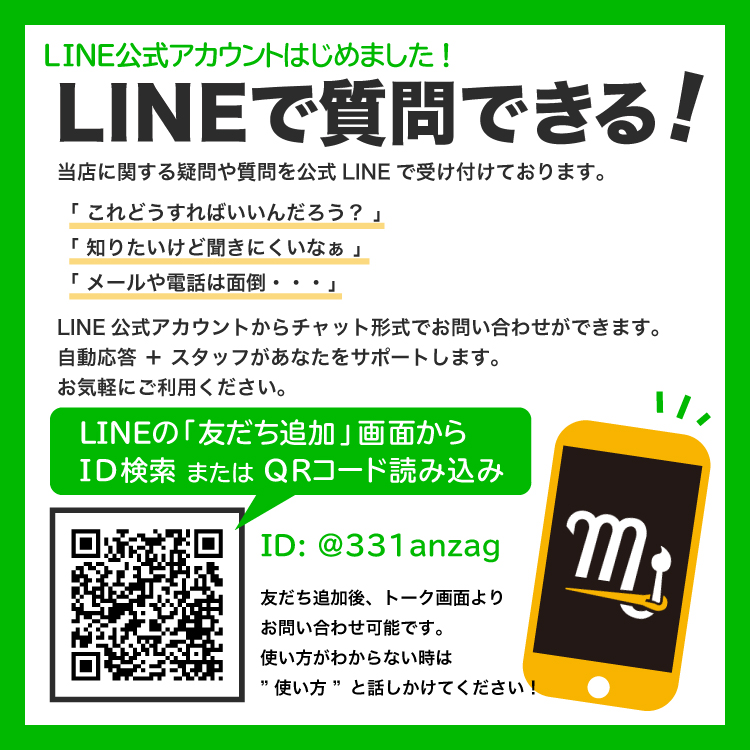 LINE公式アカウントはじめました！
LINEで質問できる！
当店に関する疑問や質問を公式 LINE で受け付けております。
「 これどうすればいいんだろう？ 」
「 知りたいけど聞きにくいなぁ 」
「 メールや電話は面倒・・・」
LINE 公式アカウントからチャット形式でお問い合わせができます。
自動応答 ＋ スタッフがあなたをサポートします。
お気軽にご利用ください。
LINEの「友だち追加」画面から
ID検索 または QRコード読み込み
ID: @331anzag
友だち追加後、トーク画面より
お問い合わせ可能です。
使い方がわからない時は
” 使い方 ” と話しかけてください！